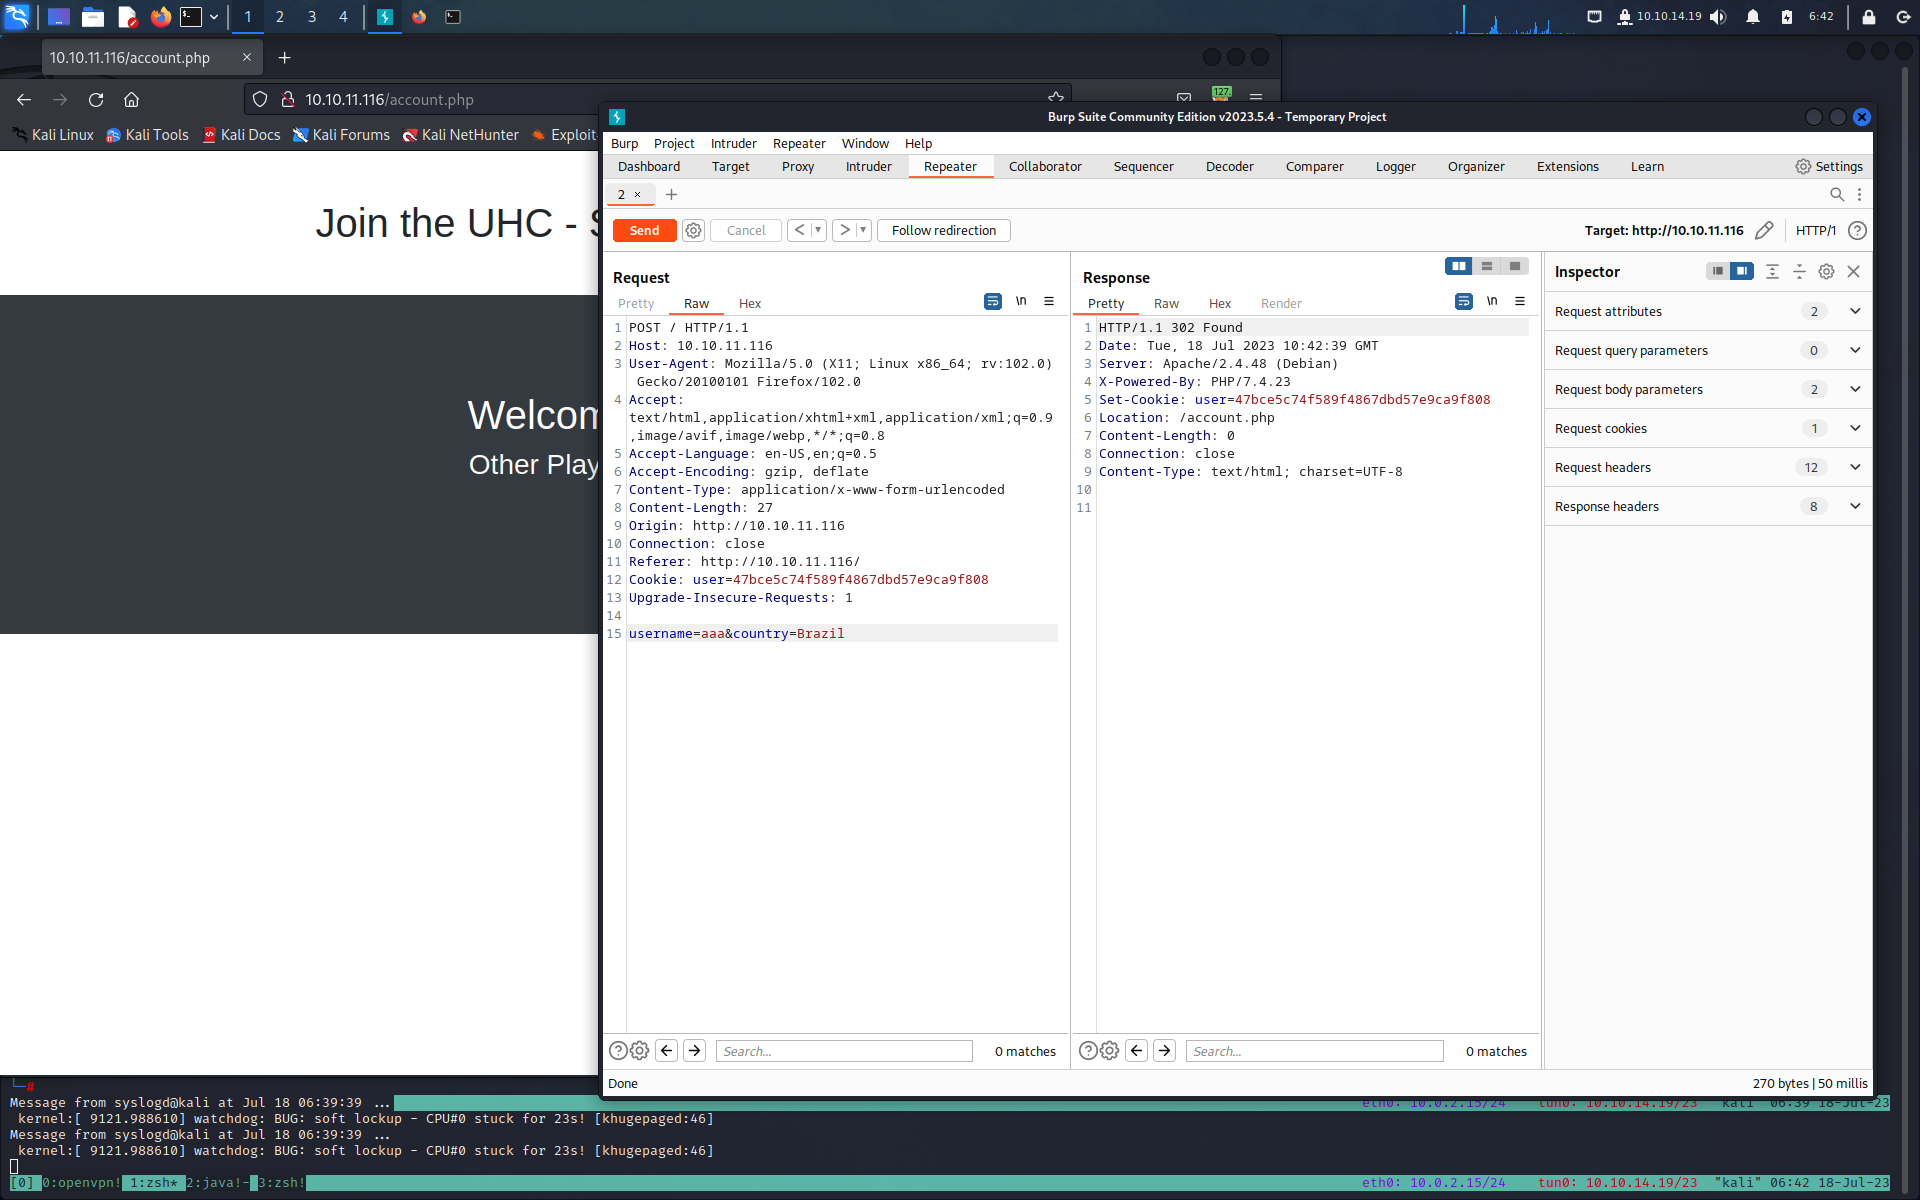 1 2 3 4 10.10.14.19 6:42
10.10.11.116/account.php
10.10.11.116/account.php 127.
Kali Linux Kali Tools Kali Docs Kali Forums Kali NetHunter Exploit
Join the UHC - S
Welcom
Other Play
Burp Suite Community Edition v2023.5.4 - Temporary Project
Burp Project Intruder Repeater Window Help
Dashboard Target Proxy Intruder Repeater Collaborator Sequencer Decoder Comparer Logger Organizer Extensions Learn Settings
2 × +
Send Cancel < > Follow redirection Target: http://10.10.11.116 HTTP/1
Request
Pretty Raw Hex \n
1 POST / HTTP/1.1
2 Host: 10.10.11.116
3 User-Agent: Mozilla/5.0 (X11; Linux x86_64; rv:102.0)
Gecko/20100101 Firefox/102.0
4 Accept:
text/html,application/xhtml+xml,application/xml;q=0.9
,image/avif,image/webp,*/*;q=0.8
5 Accept-Language: en-US,en;q=0.5
6 Accept-Encoding: gzip, deflate
7 Content-Type: application/x-www-form-urlencoded
8 Content-Length: 27
9 Origin: http://10.10.11.116
10 Connection: close
11 Referer: http://10.10.11.116/
12 Cookie: user=47bce5c74f589f4867dbd57e9ca9f808
13 Upgrade-Insecure-Requests: 1
14
15 username=aaa&country=Brazil
Search... 0 matches
Response
Pretty Raw Hex Render \n
1 HTTP/1.1 302 Found
2 Date: Tue, 18 Jul 2023 10:42:39 GMT
3 Server: Apache/2.4.48 (Debian)
4 X-Powered-By: PHP/7.4.23
5 Set-Cookie: user=47bce5c74f589f4867dbd57e9ca9f808
6 Location: /account.php
7 Content-Length: 0
8 Connection: close
9 Content-Type: text/html; charset=UTF-8
10
11
Search... 0 matches
Inspector
Request attributes 2
Request query parameters 0
Request body parameters 2
Request cookies 1
Request headers 12
Response headers 8
Done 270 bytes | 50 millis
└─#
Message from syslogd@kali at Jul 18 06:39:39 ... eth0: 10.0.2.15/24 tun0: 10.10.14.19/23 "kali" 06:39 18-Jul-23
kernel:[ 9121.988610] watchdog: BUG: soft lockup - CPU#0 stuck for 23s! [khugepaged:46]
Message from syslogd@kali at Jul 18 06:39:39 ...
kernel:[ 9121.988610] watchdog: BUG: soft lockup - CPU#0 stuck for 23s! [khugepaged:46]
[0] 0:openvpn! 1:zsh* 2:java!- 3:zsh! eth0: 10.0.2.15/24 tun0: 10.10.14.19/23 "kali" 06:42 18-Jul-23